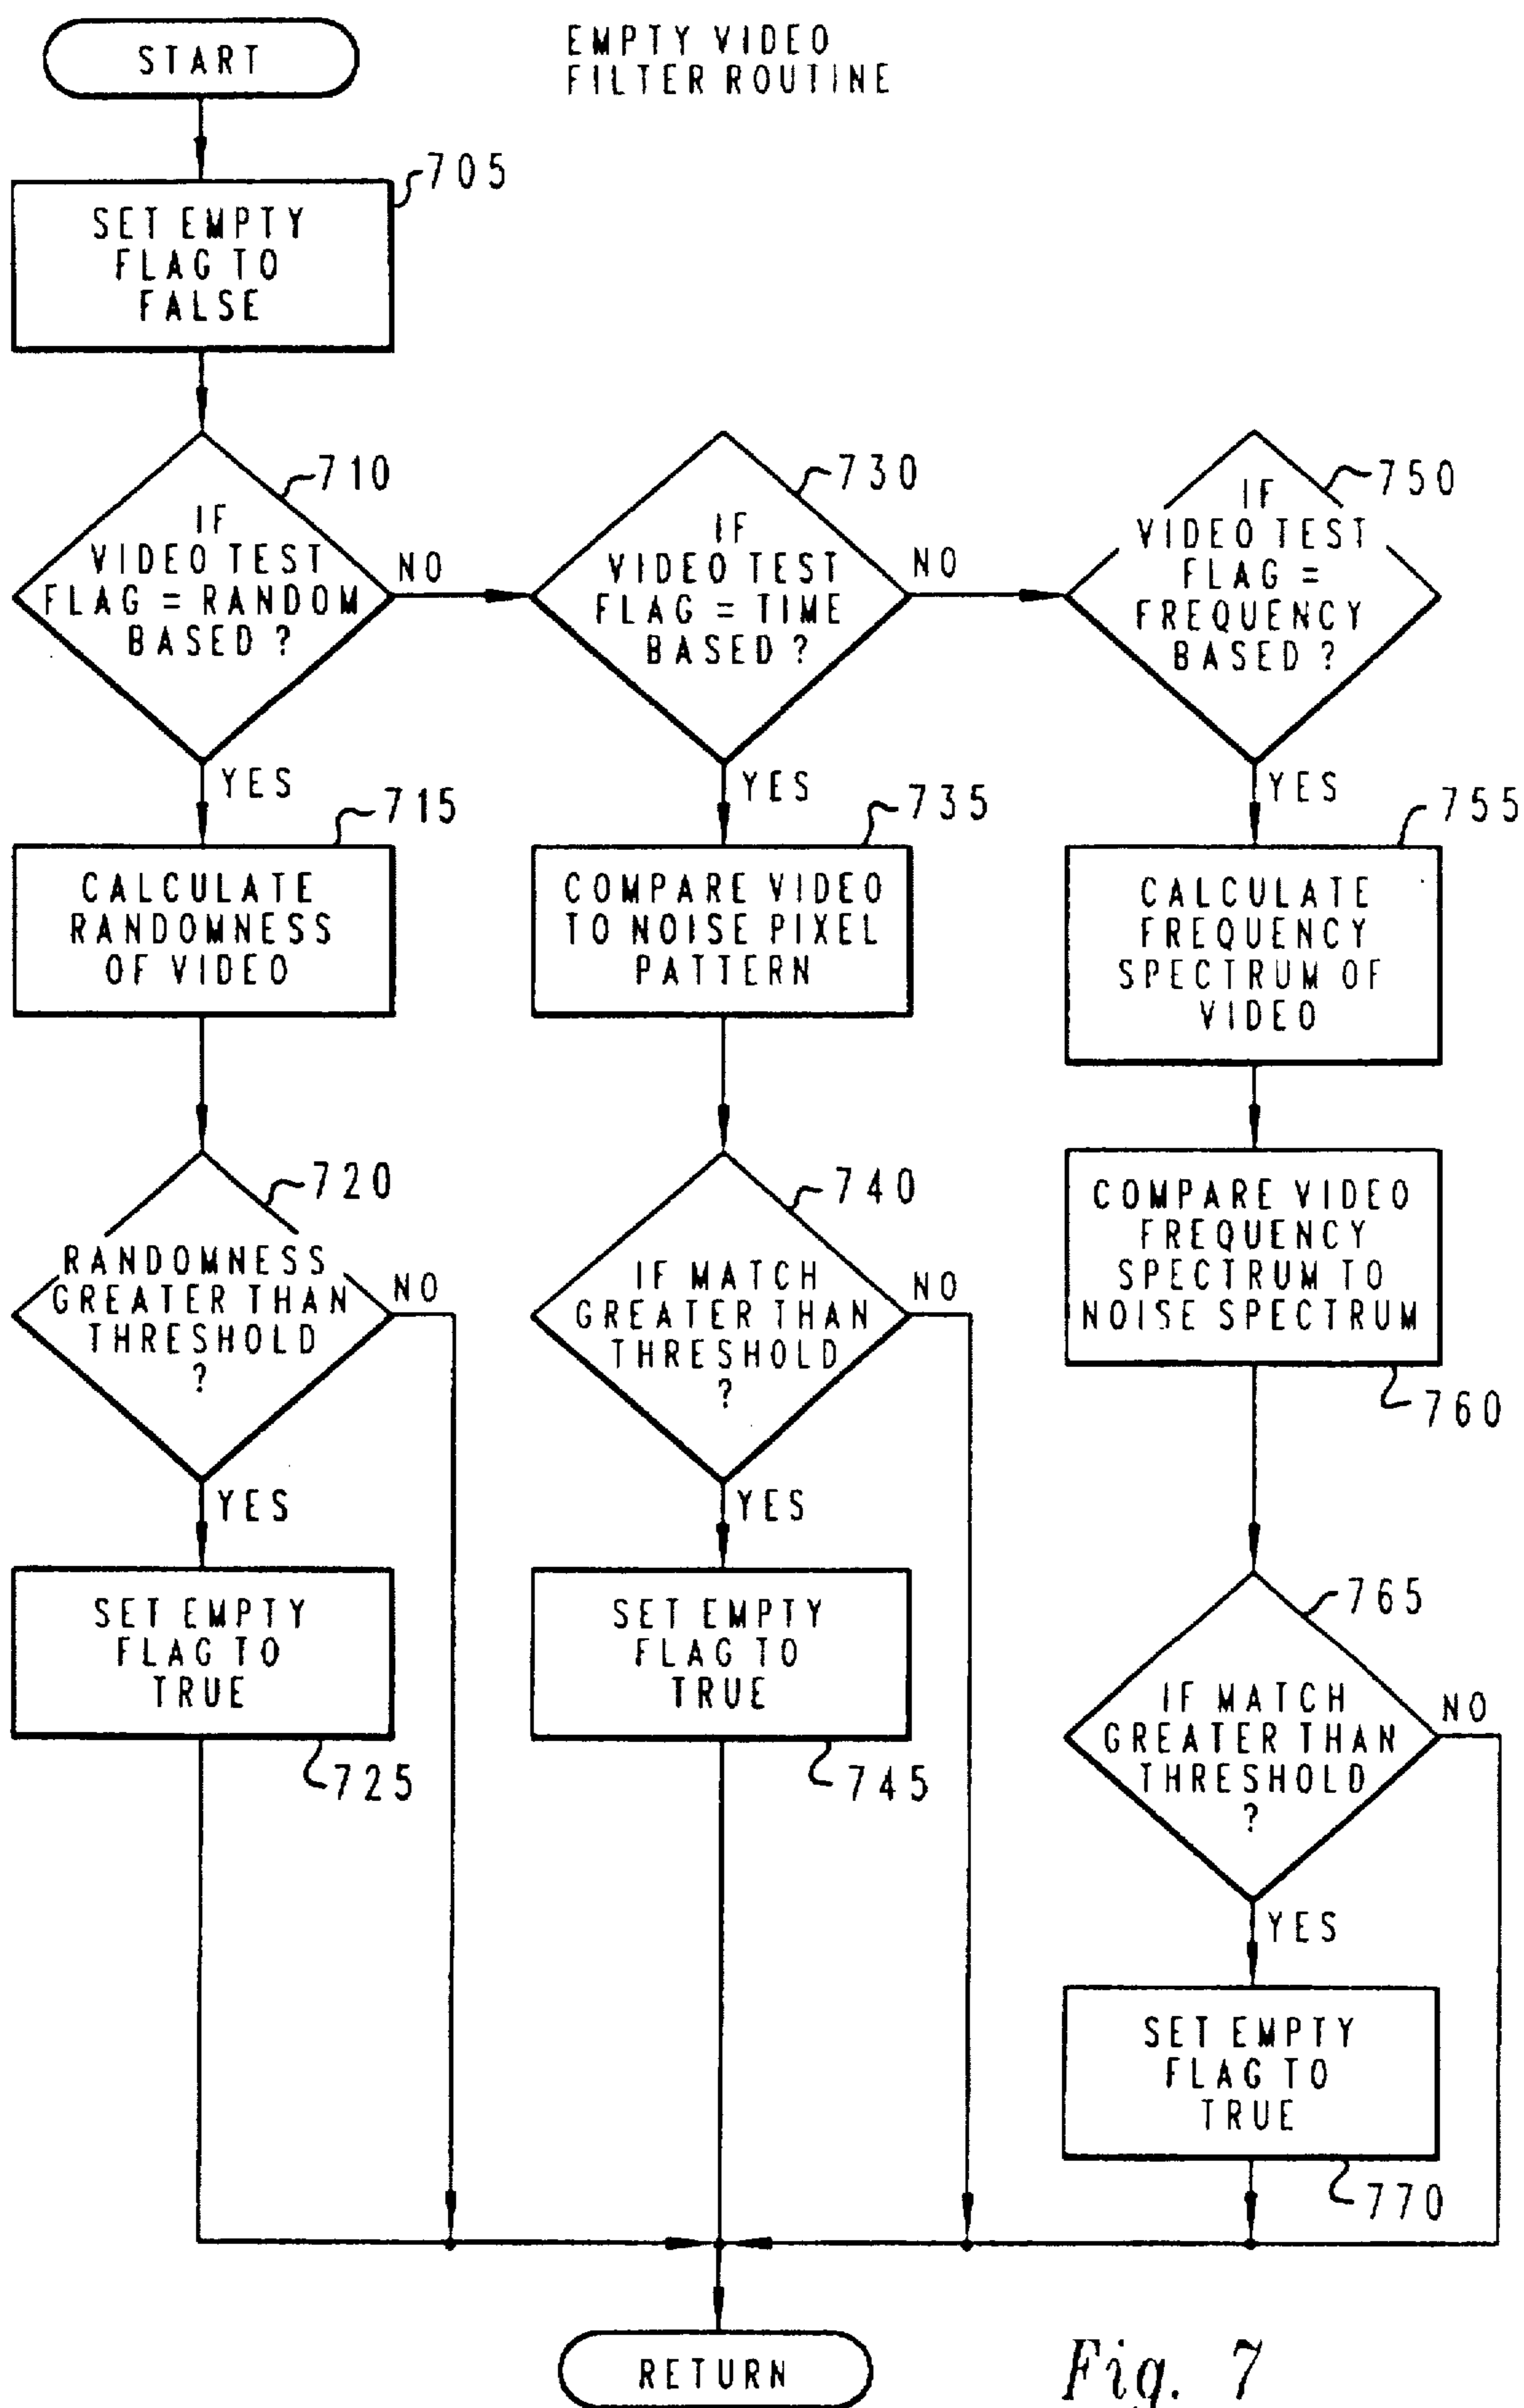 START
EMPTY VIDEO
FILTER ROUTINE
705
SET EMPTY
FLAG TO
FALSE
710
IF
VIDEO TEST
FLAG = RANDOM
BASED ?
NO
YES
730
IF
VIDEO TEST
FLAG = TIME
BASED ?
NO
YES
750
IF
VIDEO TEST
FLAG =
FREQUENCY
BASED ?
YES
715
CALCULATE
RANDOMNESS
OF VIDEO
735
COMPARE VIDEO
TO NOISE PIXEL
PATTERN
755
CALCULATE
FREQUENCY
SPECTRUM OF
VIDEO
720
RANDOMNESS
GREATER THAN
THRESHOLD
?
NO
YES
740
IF MATCH
GREATER THAN
THRESHOLD
?
NO
YES
COMPARE VIDEO
FREQUENCY
SPECTRUM TO
NOISE SPECTRUM
760
SET EMPTY
FLAG TO
TRUE
725
SET EMPTY
FLAG TO
TRUE
745
765
IF MATCH
GREATER THAN
THRESHOLD
?
NO
YES
SET EMPTY
FLAG TO
TRUE
770
RETURN
Fig. 7